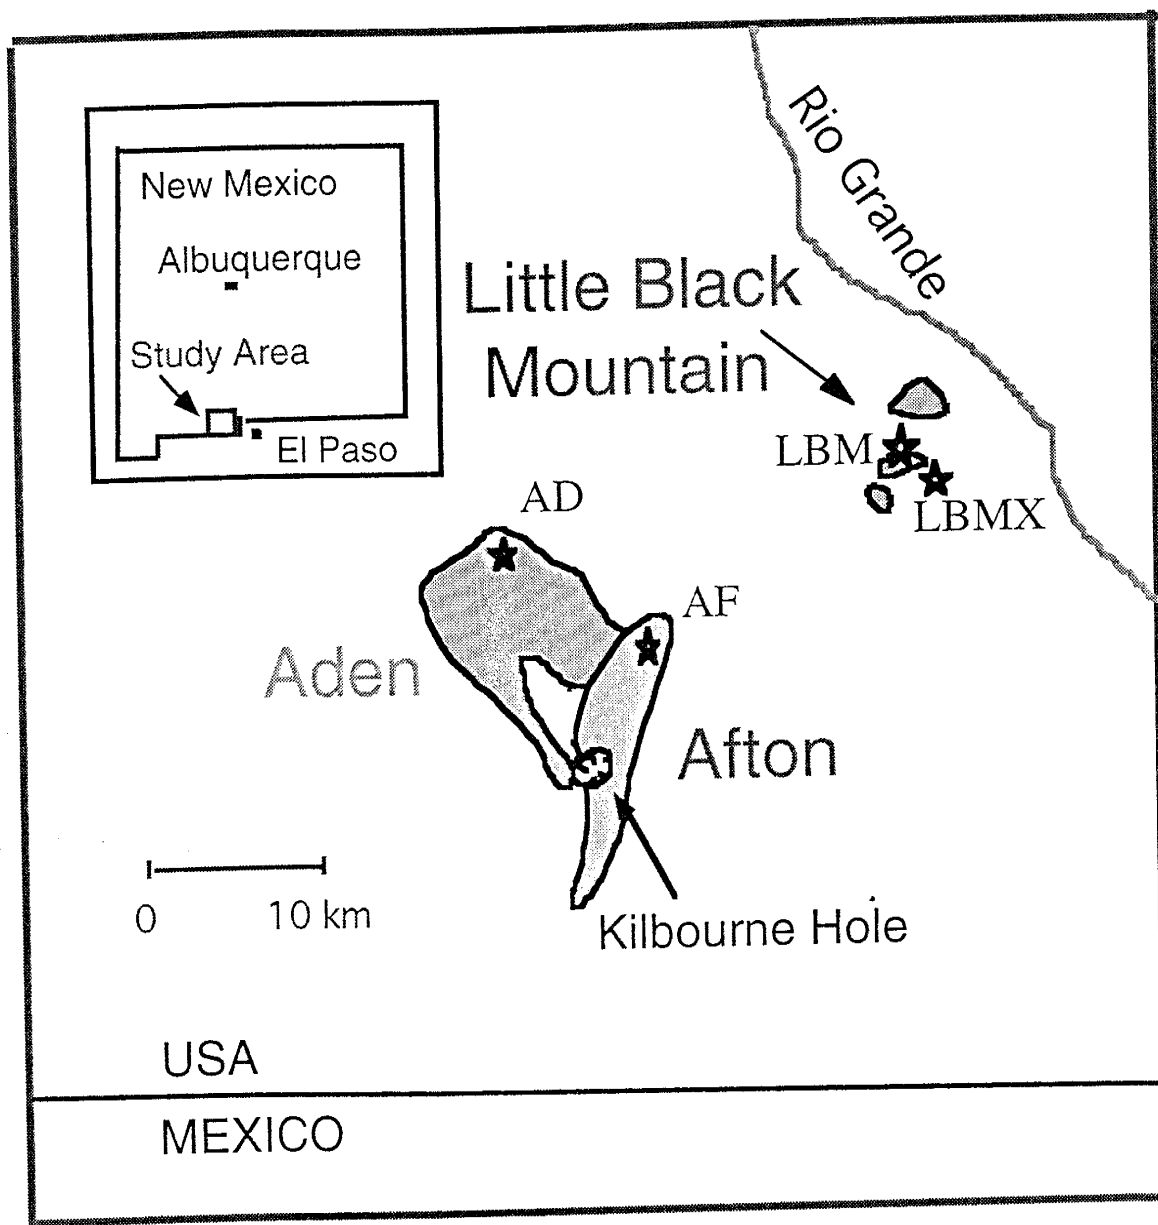 New Mexico
Albuquerque
Study Area
El Paso
Rio Grande
Little Black
Mountain
LBM
LBMX
AD
AF
Aden
Afton
0
10 km
Kilbourne Hole
USA
MEXICO